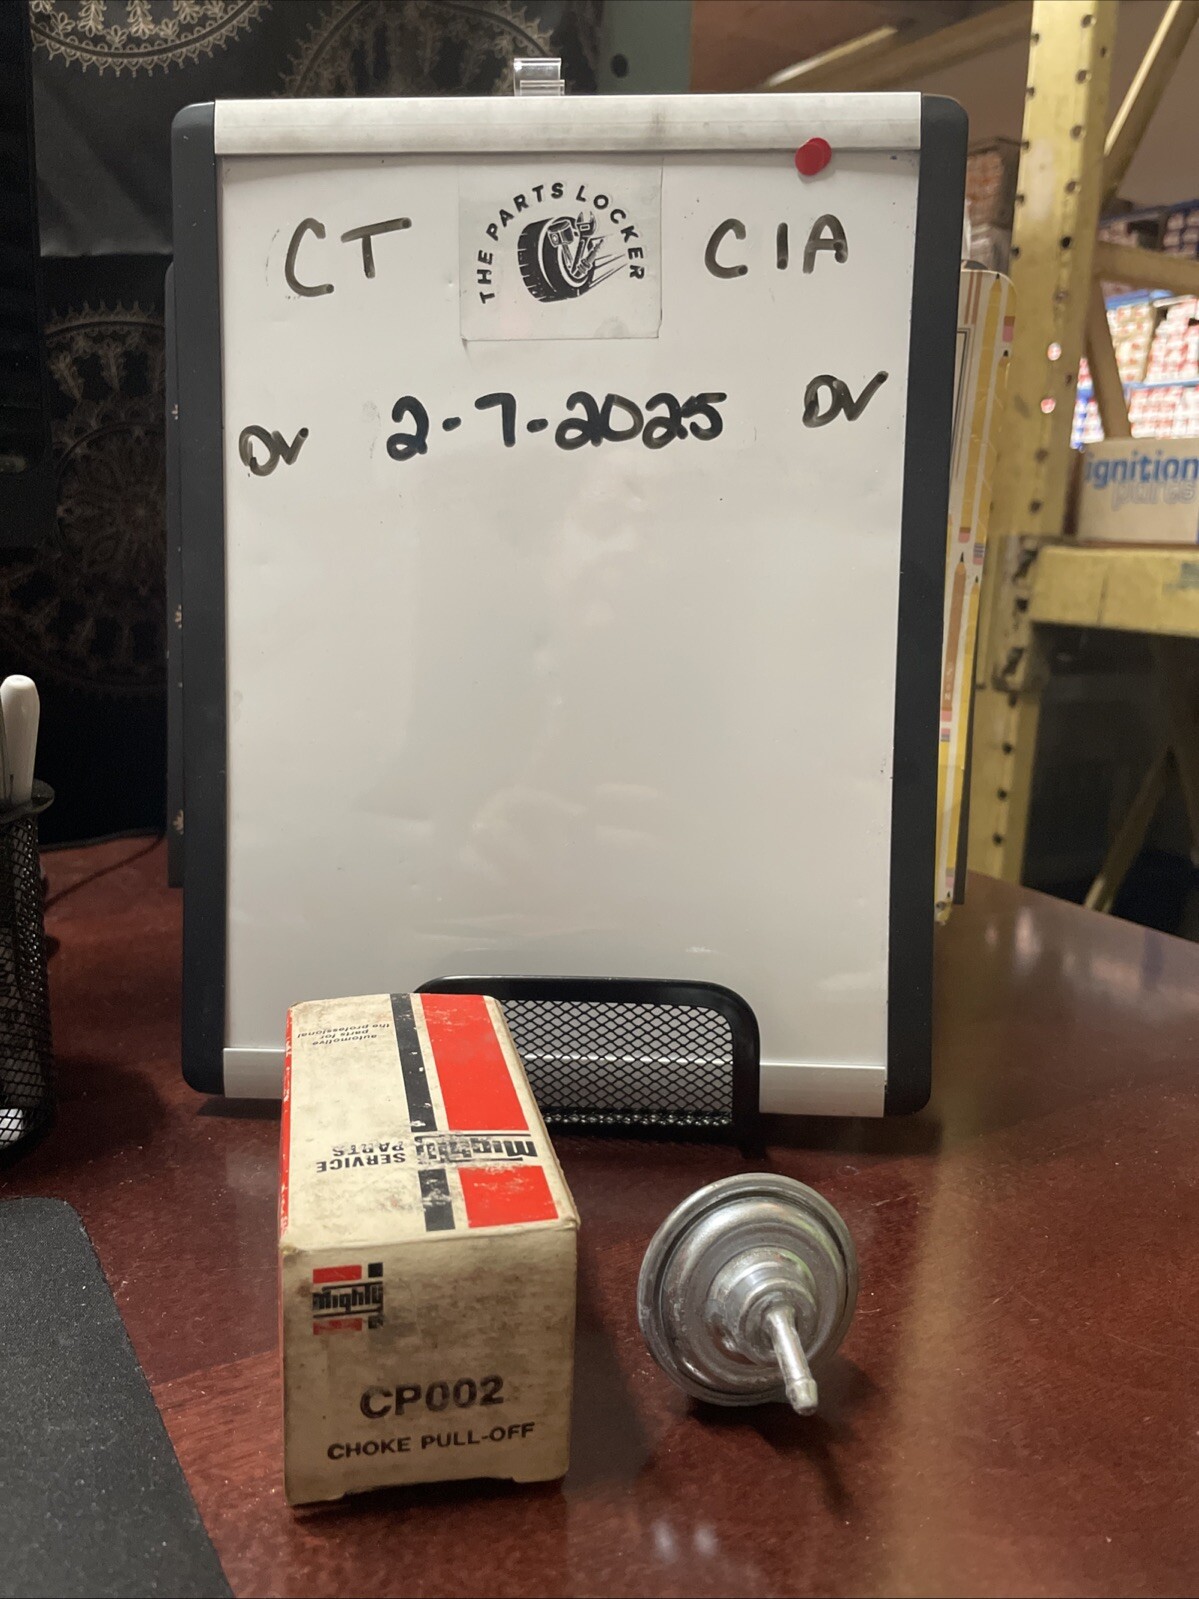 THE PARTS LOCKER
CT
CIA
DV
2-7-2025
DV
ignition
parts
automotive
parts for
the professional
Mighty
SERVICE
PARTS
Mighty
CP002
CHOKE PULL-OFF